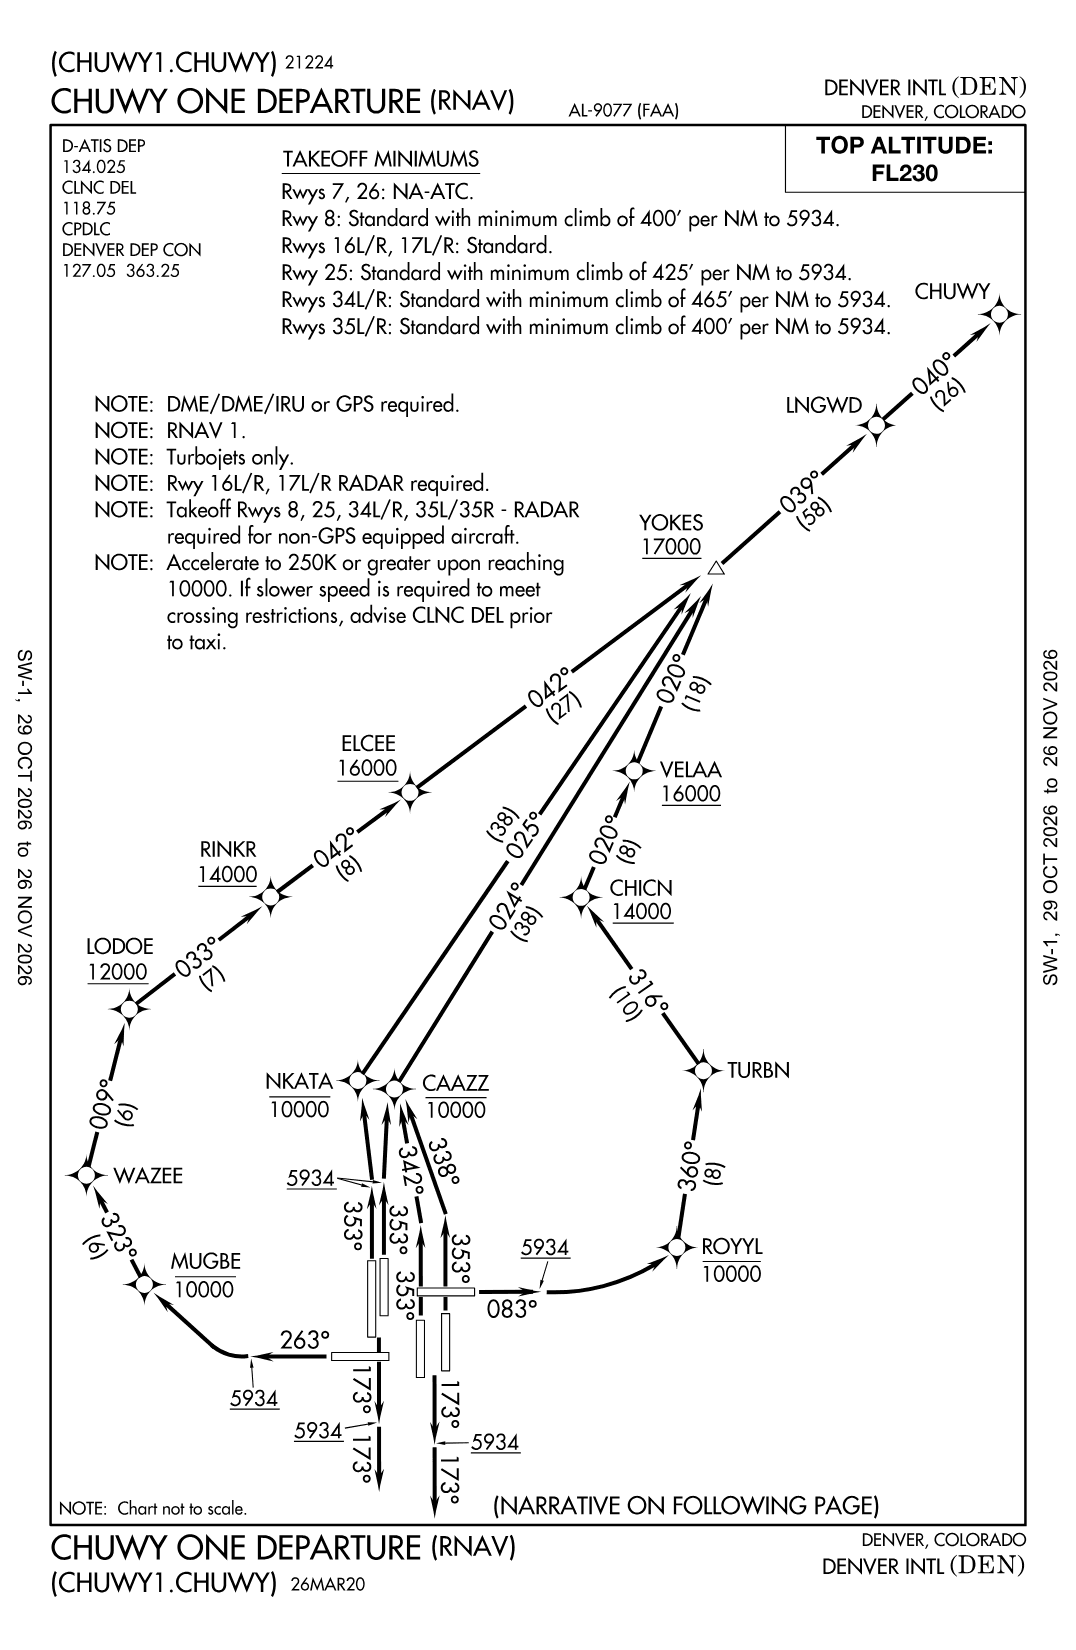 (CHUWY1.CHUWY) 21224
CHUWY ONE DEPARTURE (RNAV)
AL-9077 (FAA)
DENVER INTL (DEN)
DENVER, COLORADO
D-ATIS DEP
134.025
CLNC DEL
118.75
CPDLC
DENVER DEP CON
127.05 363.25
TAKEOFF MINIMUMS
Rwys 7, 26: NA-ATC.
Rwy 8: Standard with minimum climb of 400' per NM to 5934.
Rwys 16L/R, 17L/R: Standard.
Rwy 25: Standard with minimum climb of 425' per NM to 5934.
Rwys 34L/R: Standard with minimum climb of 465' per NM to 5934.
Rwys 35L/R: Standard with minimum climb of 400' per NM to 5934.
TOP ALTITUDE:
FL230
NOTE: DME/DME/IRU or GPS required.
NOTE: RNAV 1.
NOTE: Turbojets only.
NOTE: Rwy 16L/R, 17L/R RADAR required.
NOTE: Takeoff Rwys 8, 25, 34L/R, 35L/35R - RADAR
required for non-GPS equipped aircraft.
NOTE: Accelerate to 250K or greater upon reaching
10000. If slower speed is required to meet
crossing restrictions, advise CLNC DEL prior
to taxi.
CHUWY
040°
(26)
LNGWD
039°
(58)
YOKES
17000
042°
(27)
020°
(18)
ELCEE
16000
VELAA
16000
(38)
025°
024°
(38)
042°
(8)
020°
(8)
RINKR
14000
CHICN
14000
033°
(7)
316°
(10)
LODOE
12000
NKATA
10000
CAAZZ
10000
TURBN
009°
(9)
342°
338°
360°
(8)
WAZEE
5934
353°
353°
353°
353°
323°
(6)
MUGBE
10000
5934
ROYYL
10000
083°
263°
5934
173°
5934
173°
173°
5934
173°
NOTE: Chart not to scale.
(NARRATIVE ON FOLLOWING PAGE)
CHUWY ONE DEPARTURE (RNAV)
(CHUWY1.CHUWY) 26MAR20
DENVER, COLORADO
DENVER INTL (DEN)
SW-1, 29 OCT 2026 to 26 NOV 2026
SW-1, 29 OCT 2026 to 26 NOV 2026